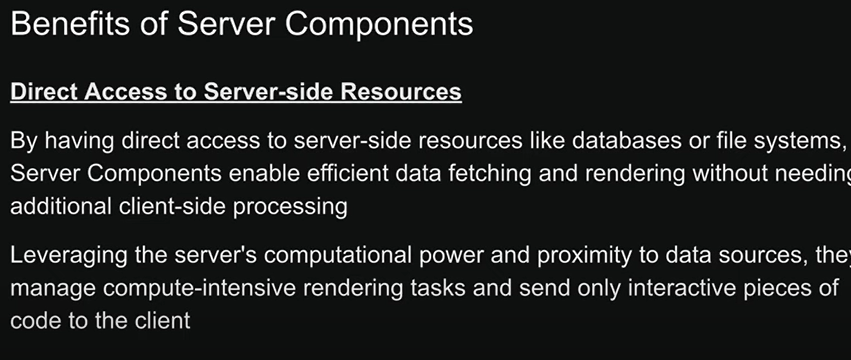 Benefits of Server Components
Direct Access to Server-side Resources
By having direct access to server-side resources like databases or file systems,
Server Components enable efficient data fetching and rendering without needing
additional client-side processing
Leveraging the server's computational power and proximity to data sources, they
manage compute-intensive rendering tasks and send only interactive pieces of
code to the client